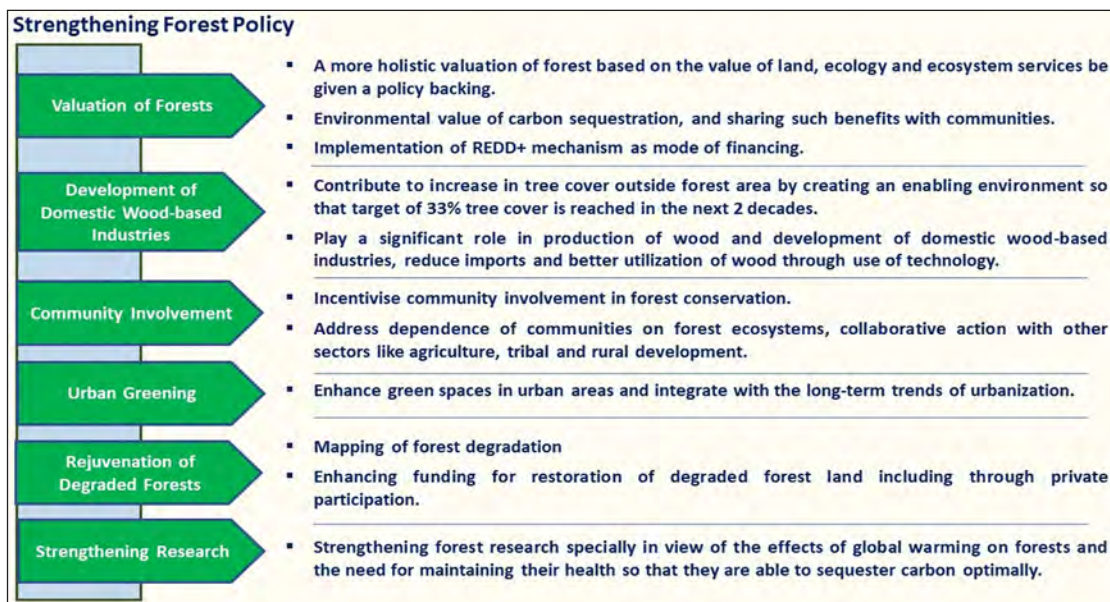 Strengthening Forest Policy
Valuation of Forests
▪ A more holistic valuation of forest based on the value of land, ecology and ecosystem services be
given a policy backing.
▪ Environmental value of carbon sequestration, and sharing such benefits with communities.
▪ Implementation of REDD+ mechanism as mode of financing.
Development of
Domestic Wood-based
Industries
▪ Contribute to increase in tree cover outside forest area by creating an enabling environment so
that target of 33% tree cover is reached in the next 2 decades.
▪ Play a significant role in production of wood and development of domestic wood-based
industries, reduce imports and better utilization of wood through use of technology.
Community Involvement
▪ Incentivise community involvement in forest conservation.
▪ Address dependence of communities on forest ecosystems, collaborative action with other
sectors like agriculture, tribal and rural development.
Urban Greening
▪ Enhance green spaces in urban areas and integrate with the long-term trends of urbanization.
Rejuvenation of
Degraded Forests
▪ Mapping of forest degradation
▪ Enhancing funding for restoration of degraded forest land including through private
participation.
Strengthening Research
▪ Strengthening forest research specially in view of the effects of global warming on forests and
the need for maintaining their health so that they are able to sequester carbon optimally.